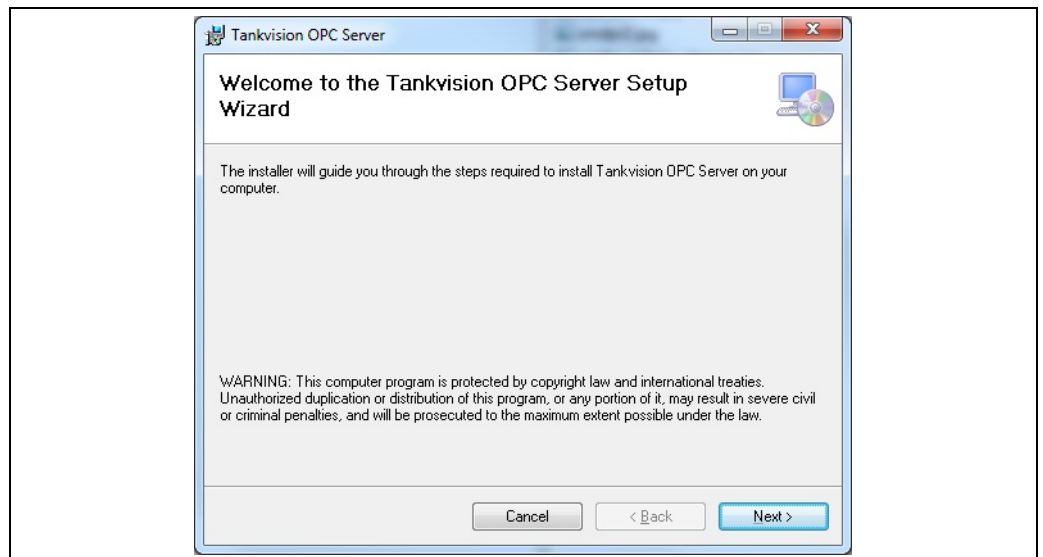 Tankvision OPC Server
Welcome to the Tankvision OPC Server Setup
Wizard
The installer will guide you through the steps required to install Tankvision OPC Server on your
computer.
WARNING: This computer program is protected by copyright law and international treaties.
Unauthorized duplication or distribution of this program, or any portion of it, may result in severe civil
or criminal penalties, and will be prosecuted to the maximum extent possible under the law.
Cancel < Back Next >